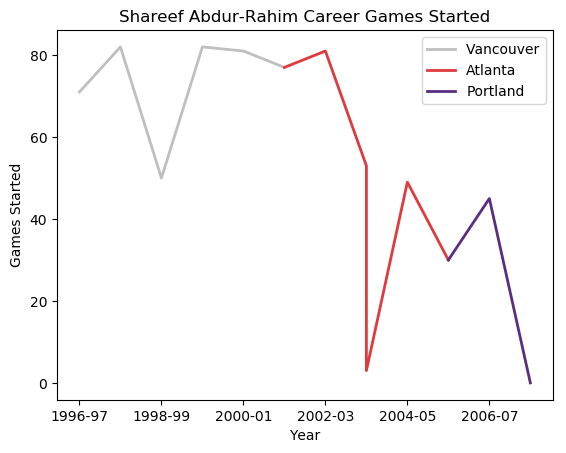 Shareef Abdur-Rahim Career Games Started
Vancouver
Atlanta
Portland
80
60
40
20
0
Games Started
1996-97 1998-99 2000-01 2002-03 2004-05 2006-07
Year